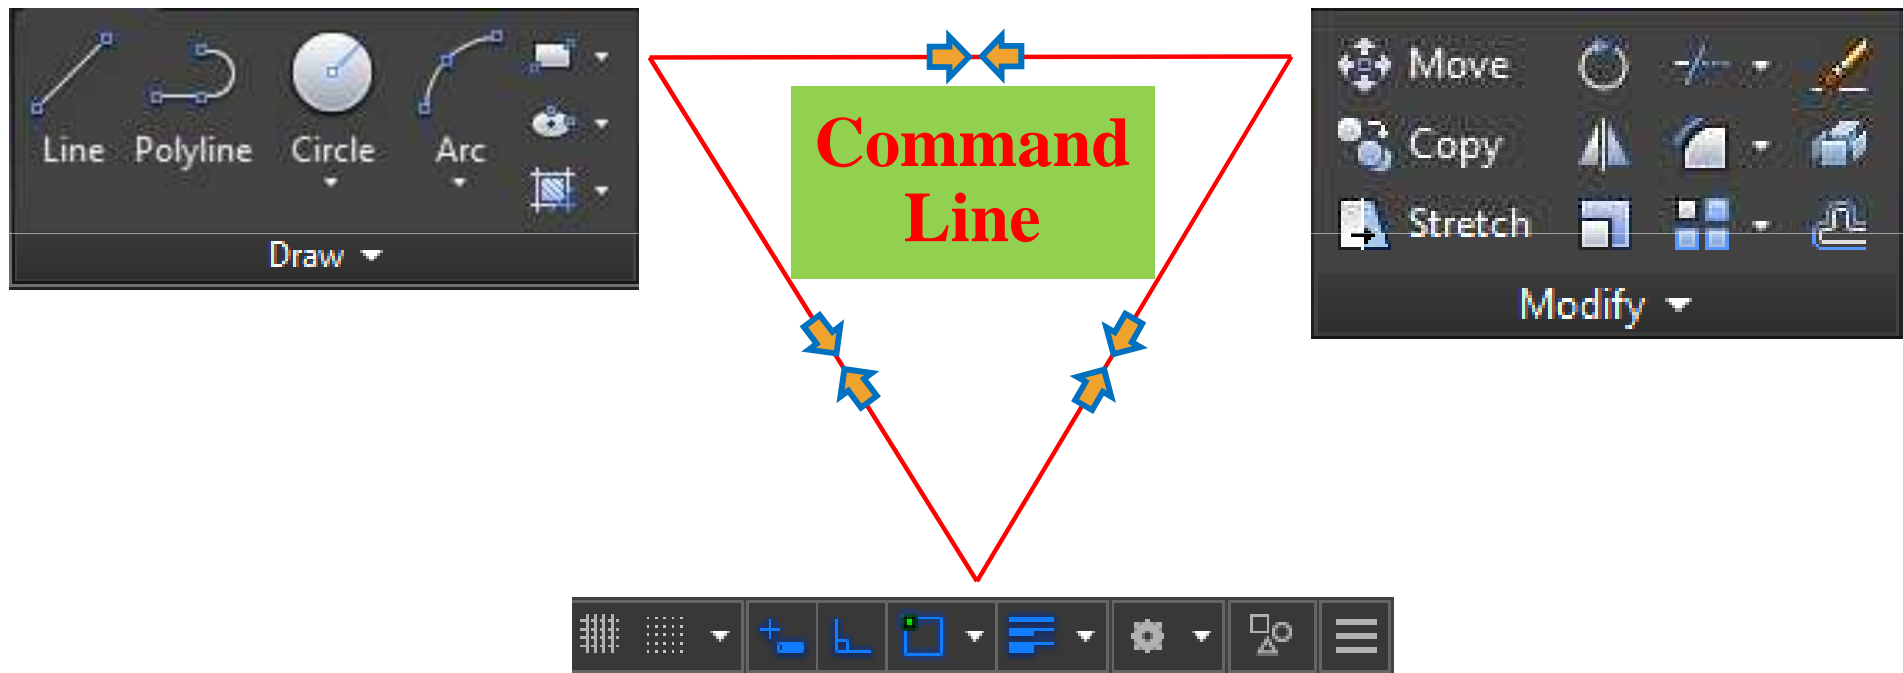 Line Polyline Circle Arc
Draw
Command
Line
Move
Copy
Stretch
Modify